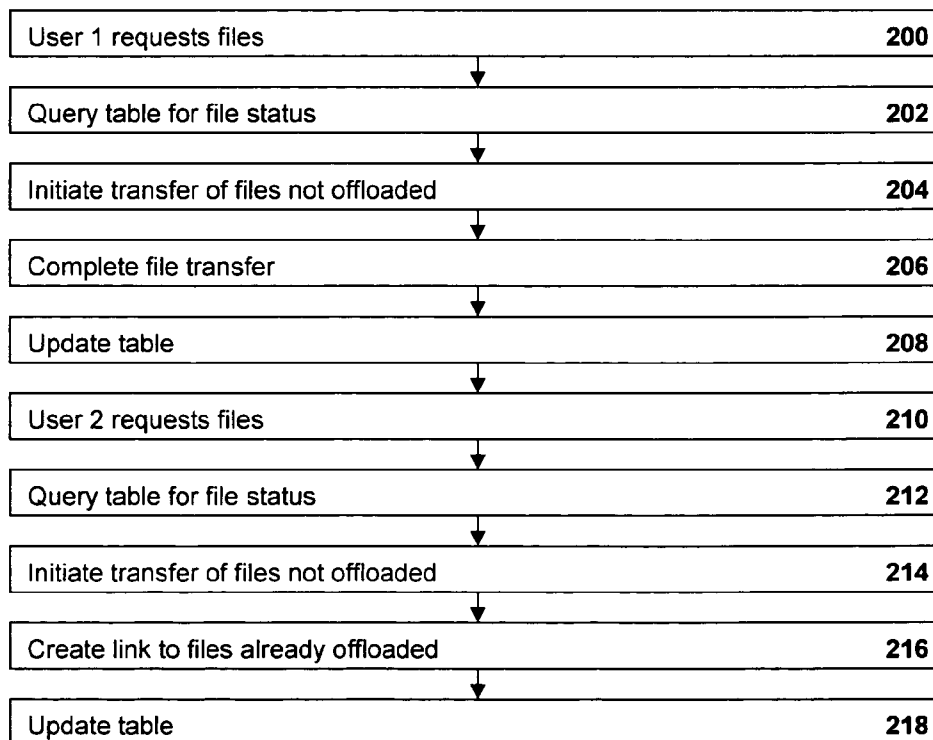 User 1 requests files 200
Query table for file status 202
Initiate transfer of files not offloaded 204
Complete file transfer 206
Update table 208
User 2 requests files 210
Query table for file status 212
Initiate transfer of files not offloaded 214
Create link to files already offloaded 216
Update table 218